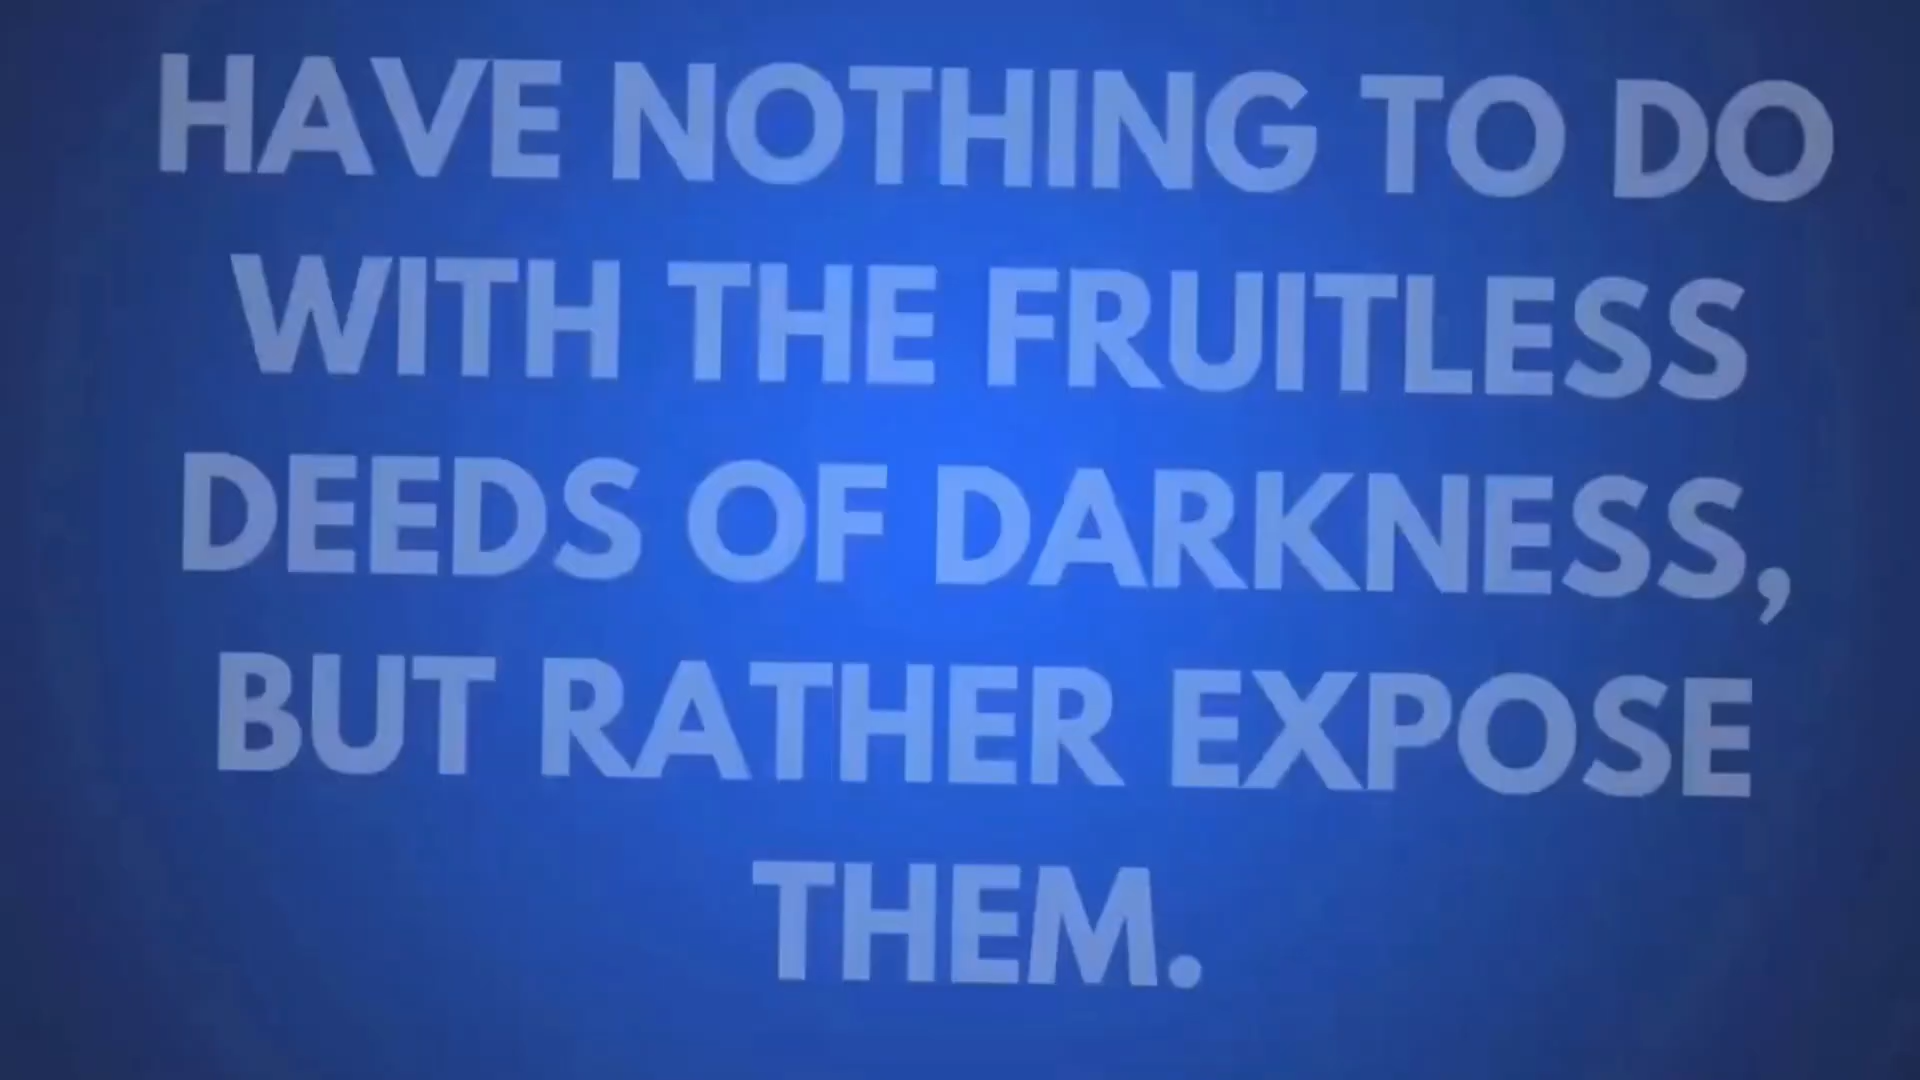 HAVE NOTHING TO DO
WITH THE FRUITLESS
DEEDS OF DARKNESS,
BUT RATHER EXPOSE
THEM.